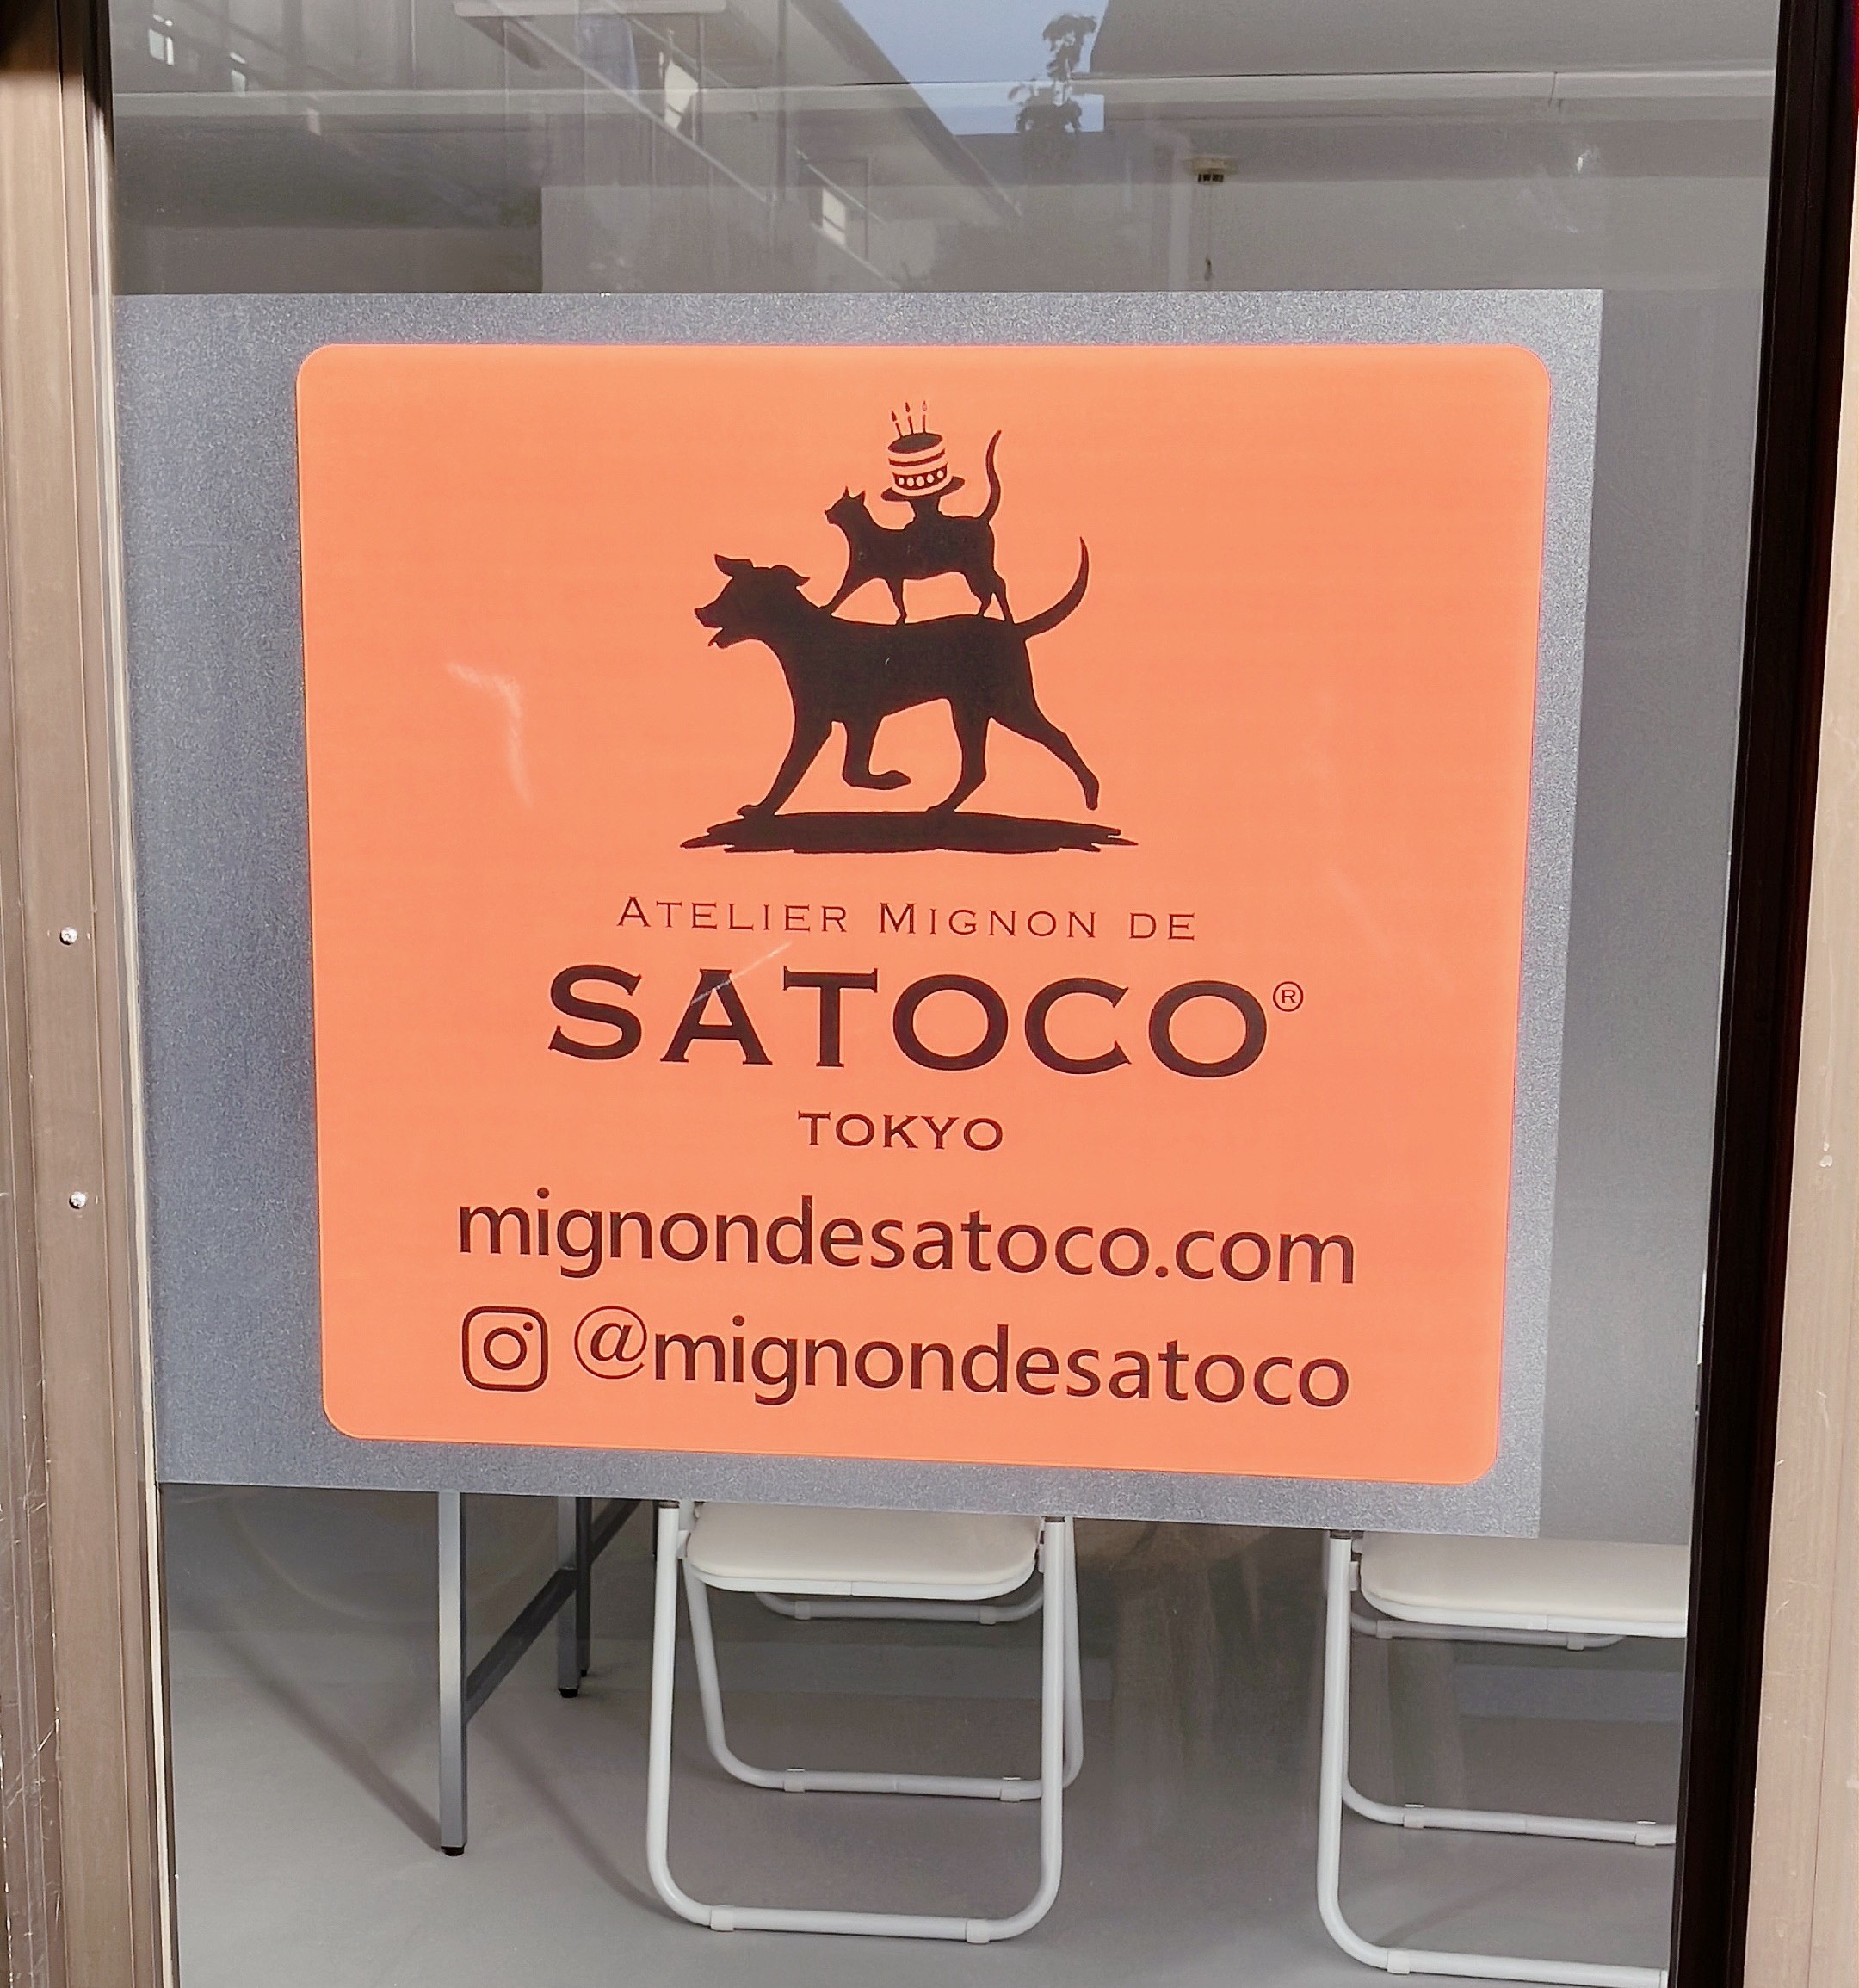 ATELIER MIGNON DE
SATOCO®
TOKYO
mignondesatoco.com
@mignondesatoco